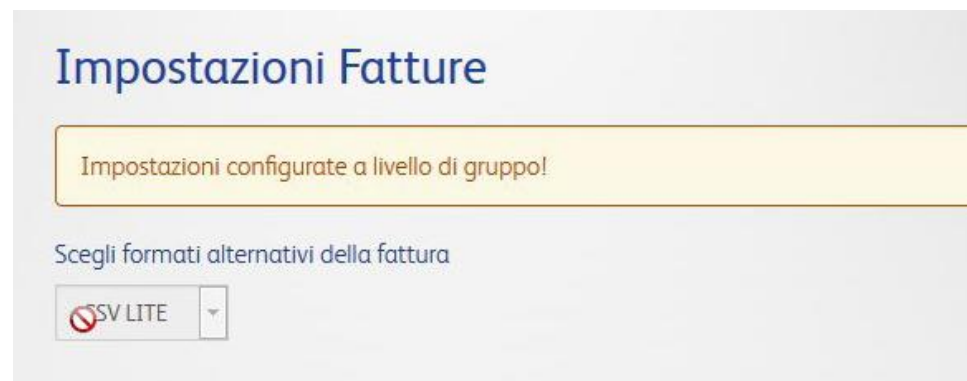 Impostazioni Fatture
Impostazioni configurate a livello di gruppo!
Scegli formati alternativi della fattura
LITE